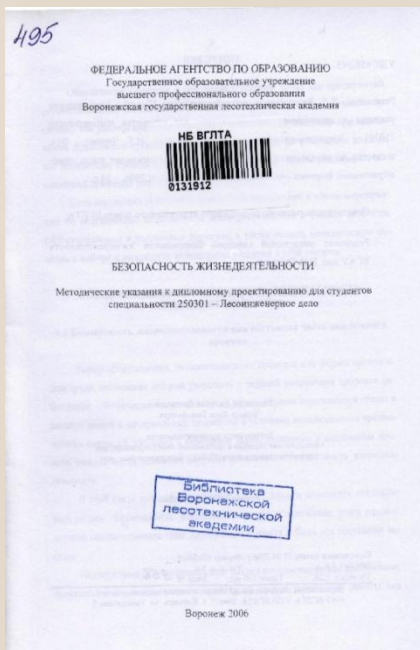 495
ФЕДЕРАЛЬНОЕ АГЕНТСТВО ПО ОБРАЗОВАНИЮ
Государственное образовательное учреждение
высшего профессионального образования
Воронежская государственная лесотехническая академия
НБ ВГЛТА
0131912
БЕЗОПАСНОСТЬ ЖИЗНЕДЕЯТЕЛЬНОСТИ
Методические указания к дипломному проектированию для студентов
специальности 250301 – Лесоинженерное дело
Библиотека
Воронежской
лесотехнической
академии
Воронеж 2006